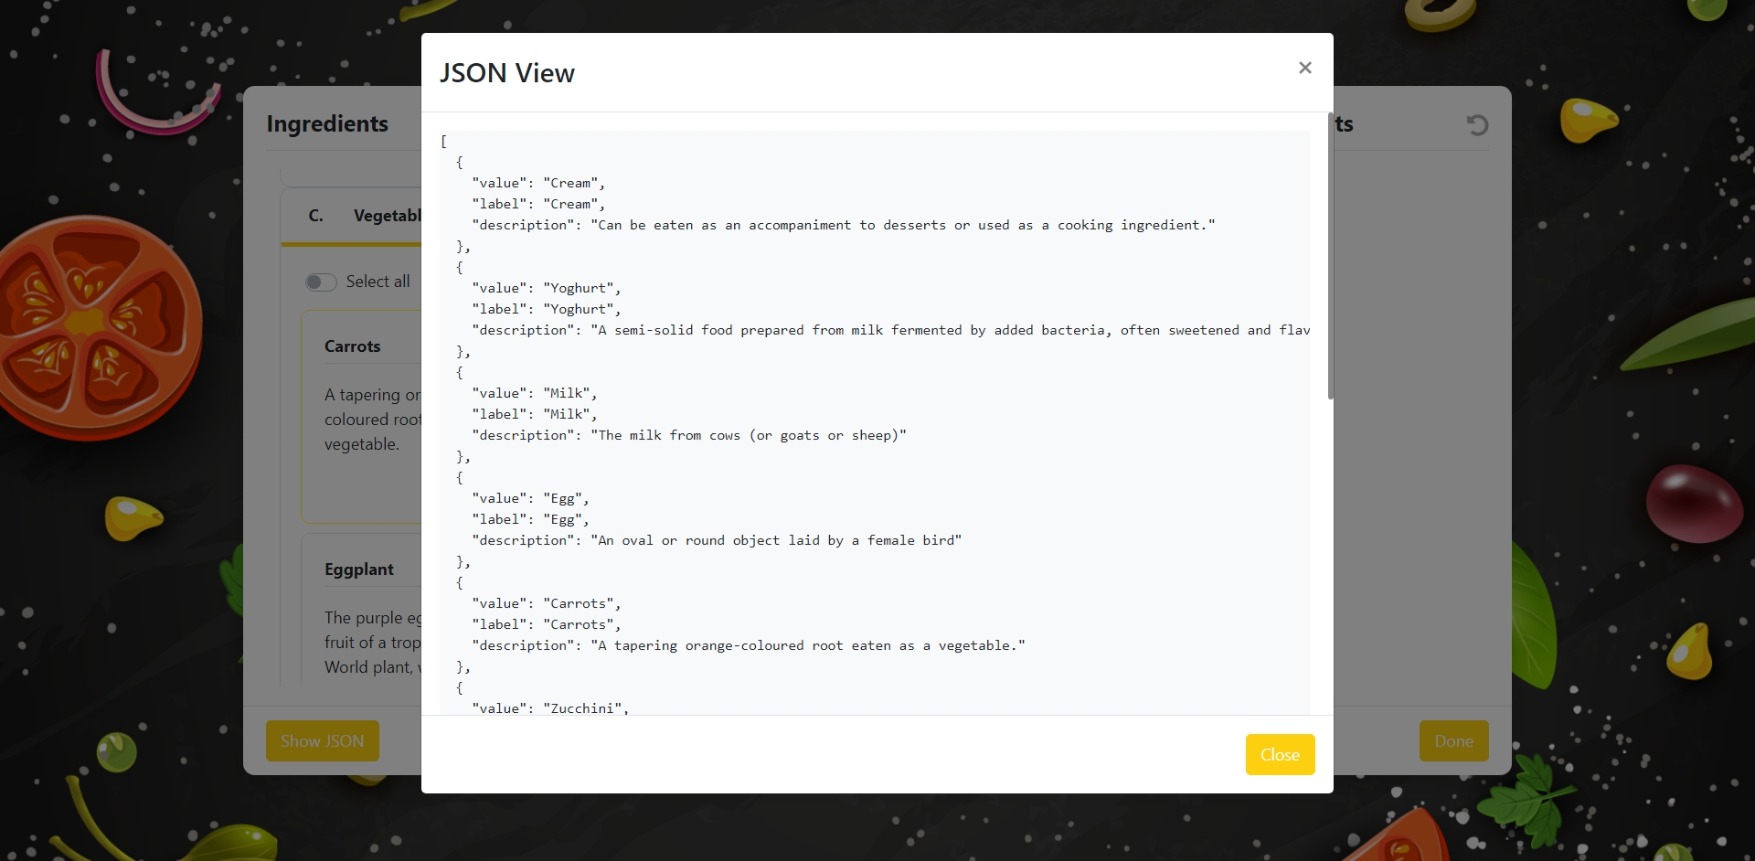 JSON View
×
Ingredients
ts
[
{
"value": "Cream",
"label": "Cream",
"description": "Can be eaten as an accompaniment to desserts or used as a cooking ingredient."
},
{
"value": "Yoghurt",
"label": "Yoghurt",
"description": "A semi-solid food prepared from milk fermented by added bacteria, often sweetened and flav
},
{
"value": "Milk",
"label": "Milk",
"description": "The milk from cows (or goats or sheep)"
},
{
"value": "Egg",
"label": "Egg",
"description": "An oval or round object laid by a female bird"
},
{
"value": "Carrots",
"label": "Carrots",
"description": "A tapering orange-coloured root eaten as a vegetable."
},
{
"value": "Zucchini",
C. Vegetabl
Select all
Carrots
A tapering or
coloured root
vegetable.
Eggplant
The purple eg
fruit of a trop
World plant,
Show JSON
Done
Close